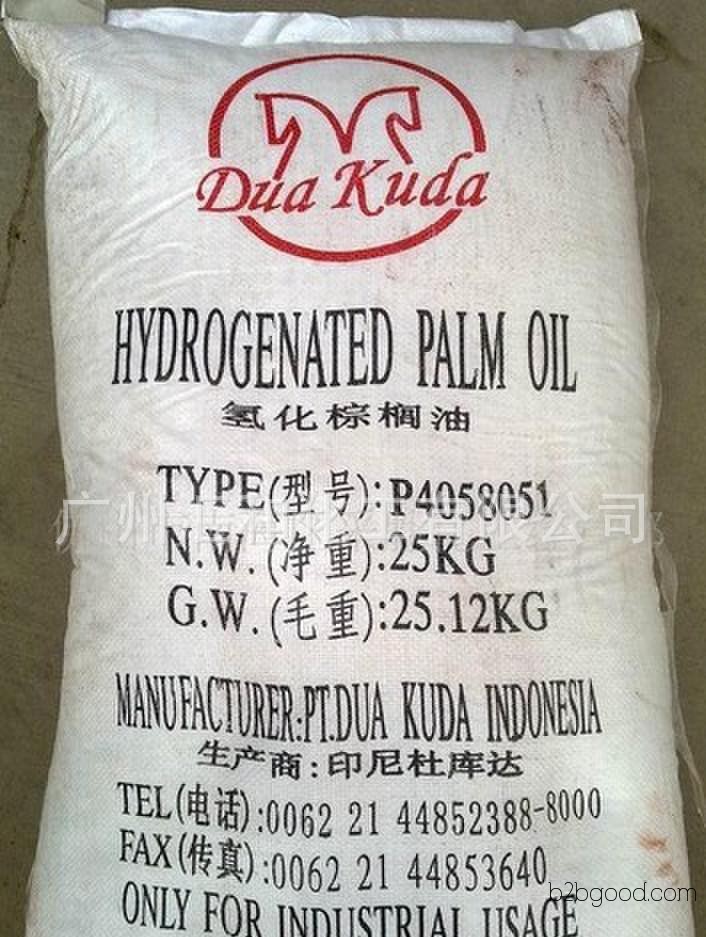 Dua Kuda
HYDROGENATED PALM OIL
氢化棕榈油
TYPE(型号):P4058051
N.W.(净重):25KG
G.W.(毛重):25.12KG
MANUFACTURER:PT.DUA KUDA INDONESIA
生产商:印尼杜库达
TEL(电话):0062 21 44852388-8000
FAX(传真):0062 21 44853640
b2bgood.com
ONLY FOR INDUSTRIAL USAGE